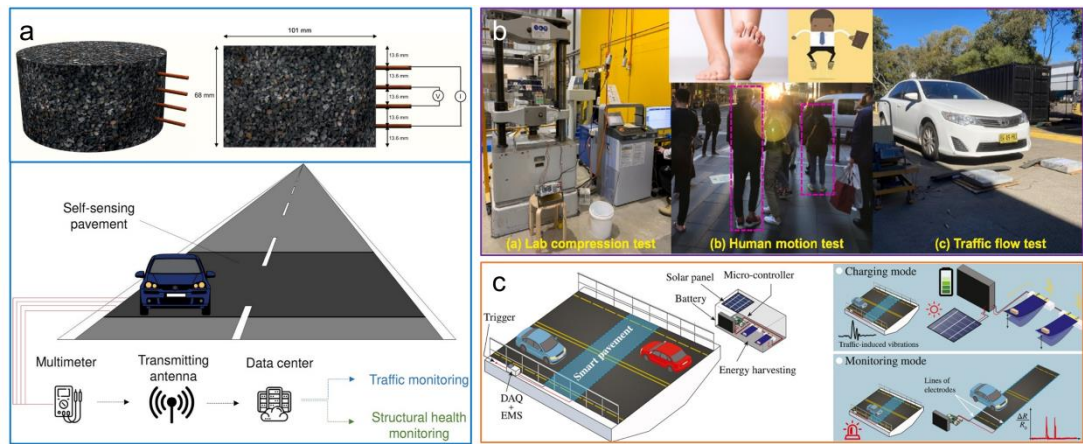 a
101 mm
68 mm
13.6 mm
13.6 mm
13.6 mm
13.6 mm
13.6 mm
V
I
Self-sensing
pavement
Multimeter
Transmitting
antenna
Data center
Traffic monitoring
Structural health
monitoring
b
(a) Lab compression test
(b) Human motion test
(c) Traffic flow test
c
Solar panel
Micro-controller
Battery
Trigger
Smart pavement
Energy harvesting
DAQ
+
EMS
Charging mode
Traffic-induced vibrations
Monitoring mode
Lines of
electrodes
ΔR
R₀